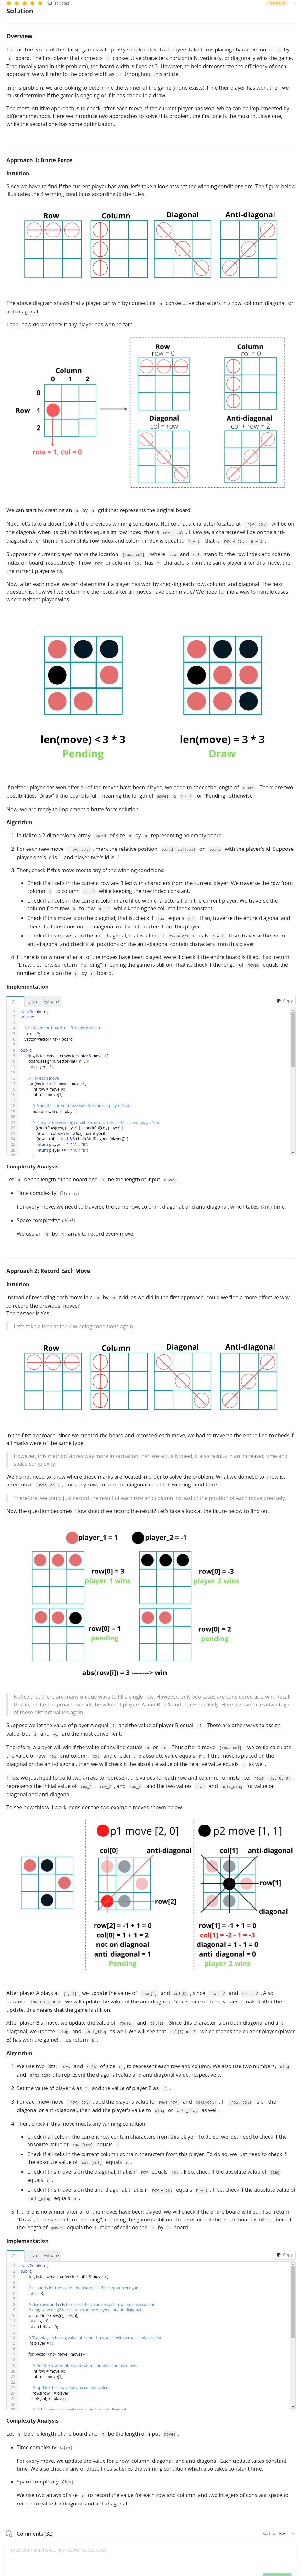 4.8 (41 votes)
Premium
Solution
Overview
Tic Tac Toe is one of the classic games with pretty simple rules. Two players take turns placing characters on an n by
n board. The first player that connects n consecutive characters horizontally, vertically, or diagonally wins the game.
Traditionally (and in this problem), the board width is fixed at 3. However, to help demonstrate the efficiency of each
approach, we will refer to the board width as n throughout this article.
In this problem, we are looking to determine the winner of the game (if one exists). If neither player has won, then we
must determine if the game is ongoing or if it has ended in a draw.
The most intuitive approach is to check, after each move, if the current player has won, which can be implemented by
different methods. Here we introduce two approaches to solve this problem, the first one is the most intuitive one,
while the second one has some optimization.
Approach 1: Brute Force
Intuition
Since we have to find if the current player has won, let's take a look at what the winning conditions are. The figure below
illustrates the 4 winning conditions according to the rules.
Row Column Diagonal Anti-diagonal
The above diagram shows that a player can win by connecting n consecutive characters in a row, column, diagonal, or
anti-diagonal.
Then, how do we check if any player has won so far?
Column
0 1 2
0
Row 1
2
row = 1, col = 0
Row
row = 0
Column
col = 0
Diagonal
col = row
Anti-diagonal
col + row = 2
We can start by creating an n by n grid that represents the original board.
Next, let's take a closer look at the previous winning conditions. Notice that a character located at [row, col] will be on
the diagonal when its column index equals its row index, that is row = col. Likewise, a character will be on the anti-
diagonal when the sum of its row index and column index is equal to n - 1, that is row + col = n - 1.
Suppose the current player marks the location [row, col], where row and col stand for the row index and column
index on board, respectively. If row row or column col has n characters from the same player after this move, then
the current player wins.
Now, after each move, we can determine if a player has won by checking each row, column, and diagonal. The next
question is, how will we determine the result after all moves have been made? We need to find a way to handle cases
where neither player wins.
len(move) < 3 * 3
Pending
len(move) = 3 * 3
Draw
If neither player has won after all of the moves have been played, we need to check the length of moves. There are two
possibilities: "Draw" if the board is full, meaning the length of moves is n * n, or "Pending" otherwise.
Now, we are ready to implement a brute force solution.
Algorithm
1. Initialize a 2-dimensional array board of size n by n representing an empty board.
2. For each new move [row, col], mark the relative position board[row][col] on board with the player's id. Suppose
player one's id is 1, and player two's id is -1.
3. Then, check if this move meets any of the winning conditions:
• Check if all cells in the current row are filled with characters from the current player. We traverse the row from
column 0 to column n - 1 while keeping the row index constant.
• Check if all cells in the current column are filled with characters from the current player. We traverse the
column from row 0 to row n - 1 while keeping the column index constant.
• Check if this move is on the diagonal; that is, check if row equals col. If so, traverse the entire diagonal and
check if all positions on the diagonal contain characters from this player.
• Check if this move is on the anti-diagonal; that is, check if row + col equals n - 1. If so, traverse the entire
anti-diagonal and check if all positions on the anti-diagonal contain characters from this player.
4. If there is no winner after all of the moves have been played, we will check if the entire board is filled. If so, return
"Draw", otherwise return "Pending", meaning the game is still on. That is, check if the length of moves equals the
number of cells on the n by n board.
Implementation
C++ Java Python3 Copy
1 class Solution {
2 private:
3
4 // Initialize the board, n = 3 in this problem.
5 int n = 3;
6 vector<vector<int>> board;
Complexity Analysis
Let n be the length of the board and m be the length of input moves.
• Time complexity: O(m · n)
For every move, we need to traverse the same row, column, diagonal, and anti-diagonal, which takes O(n) time.
• Space complexity: O(n²)
We use an n by n array to record every move.
Approach 2: Record Each Move
Intuition
Instead of recording each move in a n by n grid, as we did in the first approach, could we find a more effective way
to record the previous moves?
The answer is Yes.
Let's take a look at the 4 winning conditions again.
Row Column Diagonal Anti-diagonal
In the first approach, since we created the board and recorded each move, we had to traverse the entire line to check if
all marks were of the same type.
However, this method stores way more information than we actually need, it also results in an increased time and
space complexity.
We do not need to know where these marks are located in order to solve the problem. What we do need to know is:
after move [row, col], does any row, column, or diagonal meet the winning condition?
Therefore, we could just record the result of each row and column instead of the position of each move precisely.
Now the question becomes: How should we record the result? Let's take a look at the figure below to find out.
player_1 = 1 player_2 = -1
row[0] = 3
player_1 wins
row[0] = -3
player_2 wins
row[0] = 1
pending
row[0] = 2
pending
abs(row[i]) = 3 --------> win
Notice that there are many unique ways to fill a single row. However, only two cases are considered as a win. Recall
that in the first approach, we set the value of players A and B to 1 and -1, respectively. Here we can take advantage
of these distinct values again.
Suppose we let the value of player A equal 1 and the value of player B equal -1. There are other ways to assign
value, but 1 and -1 are the most convenient.
Therefore, a player will win if the value of any line equals n or -n. Thus after a move [row, col], we could calculate
the value of row row and column col and check if the absolute value equals n. If this move is placed on the
diagonal or the anti-diagonal, then we will check if the absolute value of the relative value equals n as well.
Thus, we just need to build two arrays to represent the values for each row and column. For instance, rows = [0, 0, 0],
represents the initial value of row_1, row_2, and row_3, and the two values diag and anti_diag for value on
diagonal and anti-diagonal.
To see how this will work, consider the two example moves shown below.
p1 move [2, 0]
col[0] anti-diagonal
row[2]
row[2] = -1 + 1 = 0
col[0] = 1 + 1 = 2
not on diagnoal
anti_diagonal = 1
Pending
p2 move [1, 1]
col[1] anti-diagonal
row[1]
diagonal
row[1] = -1 + 1 = 0
col[1] = -2 - 1 = -3
diagonal = 1 - 1 = 0
anti_diagonal = 0
player_2 wins
After player A plays at [2, 0], we update the value of rows[2] and col[0], since row = 2 and col = 2. Also,
because row + col = 2, we will update the value of the anti-diagonal. Since none of these values equals 3 after the
update, this means that the game is still on.
After player B's move, we update the value of row[1] and col[1]. Since this character is on both diagonal and anti-
diagonal, we update diag and anti_diag as well. We will see that col[1] = -3, which means the current player (player
B) has won the game! Thus return B.
Algorithm
1. We use two lists, rows and cols of size n, to represent each row and column. We also use two numbers, diag
and anti_diag, to represent the diagonal value and anti-diagonal value, respectively.
2. Set the value of player A as 1 and the value of player B as -1.
3. For each new move [row, col], add the player's value to rows[row] and cols[col]. If [row, col] is on the
diagonal or anti-diagonal, then add the player's value to diag or anti_diag as well.
4. Then, check if this move meets any winning condition:
• Check if all cells in the current row contain characters from this player. To do so, we just need to check if the
absolute value of rows[row] equals n.
• Check if all cells in the current column contain characters from this player. To do so, we just need to check if
the absolute value of cols[col] equals n.
• Check if this move is on the diagonal; that is if row equals col. If so, check if the absolute value of diag
equals n.
• Check if this move is on the anti-diagonal; that is if row + col equals n - 1. If so, check if the absolute value of
anti_diag equals n.
5. If there is no winner after all of the moves have been played, we will check if the entire board is filled. If so, return
"Draw", otherwise return "Pending", meaning the game is still on. To determine if the board is filled, check if
the length of moves equals the number of cells on the n by n board.
Implementation
C++ Java Python3 Copy
1 class Solution {
2 public:
3 string tictactoe(vector<vector<int>>& moves) {
Complexity Analysis
Let n be the length of the board and m be the length of input moves.
• Time complexity: O(m)
For every move, we update the value for a row, column, diagonal, and anti-diagonal. Each update takes constant
time. We also check if any of these lines satisfies the winning condition which also takes constant time.
• Space complexity: O(n)
We use two arrays of size n to record the value for each row and column, and two integers of constant space to
record to value for diagonal and anti-diagonal.
Comments (32)
Sort by: Best
Type comment here... (Markdown supported)